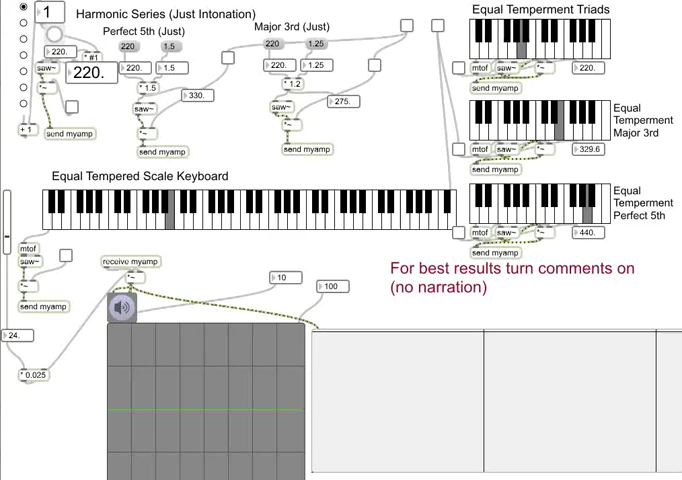 Harmonic Series (Just Intonation)
1
220.
* #1
saw~
220.
*~
+ 1
send myamp
Perfect 5th (Just)
220
1.5
220.
1.5
* 1.5
330.
saw~
*~
send myamp
Major 3rd (Just)
220
1.25
220.
1.25
* 1.2
275.
saw~
*~
send myamp
Equal Temperment Triads
mtof
saw~
*~
220.
send myamp
Equal
Temperment
Major 3rd
mtof
saw~
*~
329.6
send myamp
Equal
Temperment
Perfect 5th
mtof
saw~
*~
440.
send myamp
Equal Tempered Scale Keyboard
mtof
saw~
*~
send myamp
24.
* 0.025
receive myamp
*~
10
100
For best results turn comments on
(no narration)